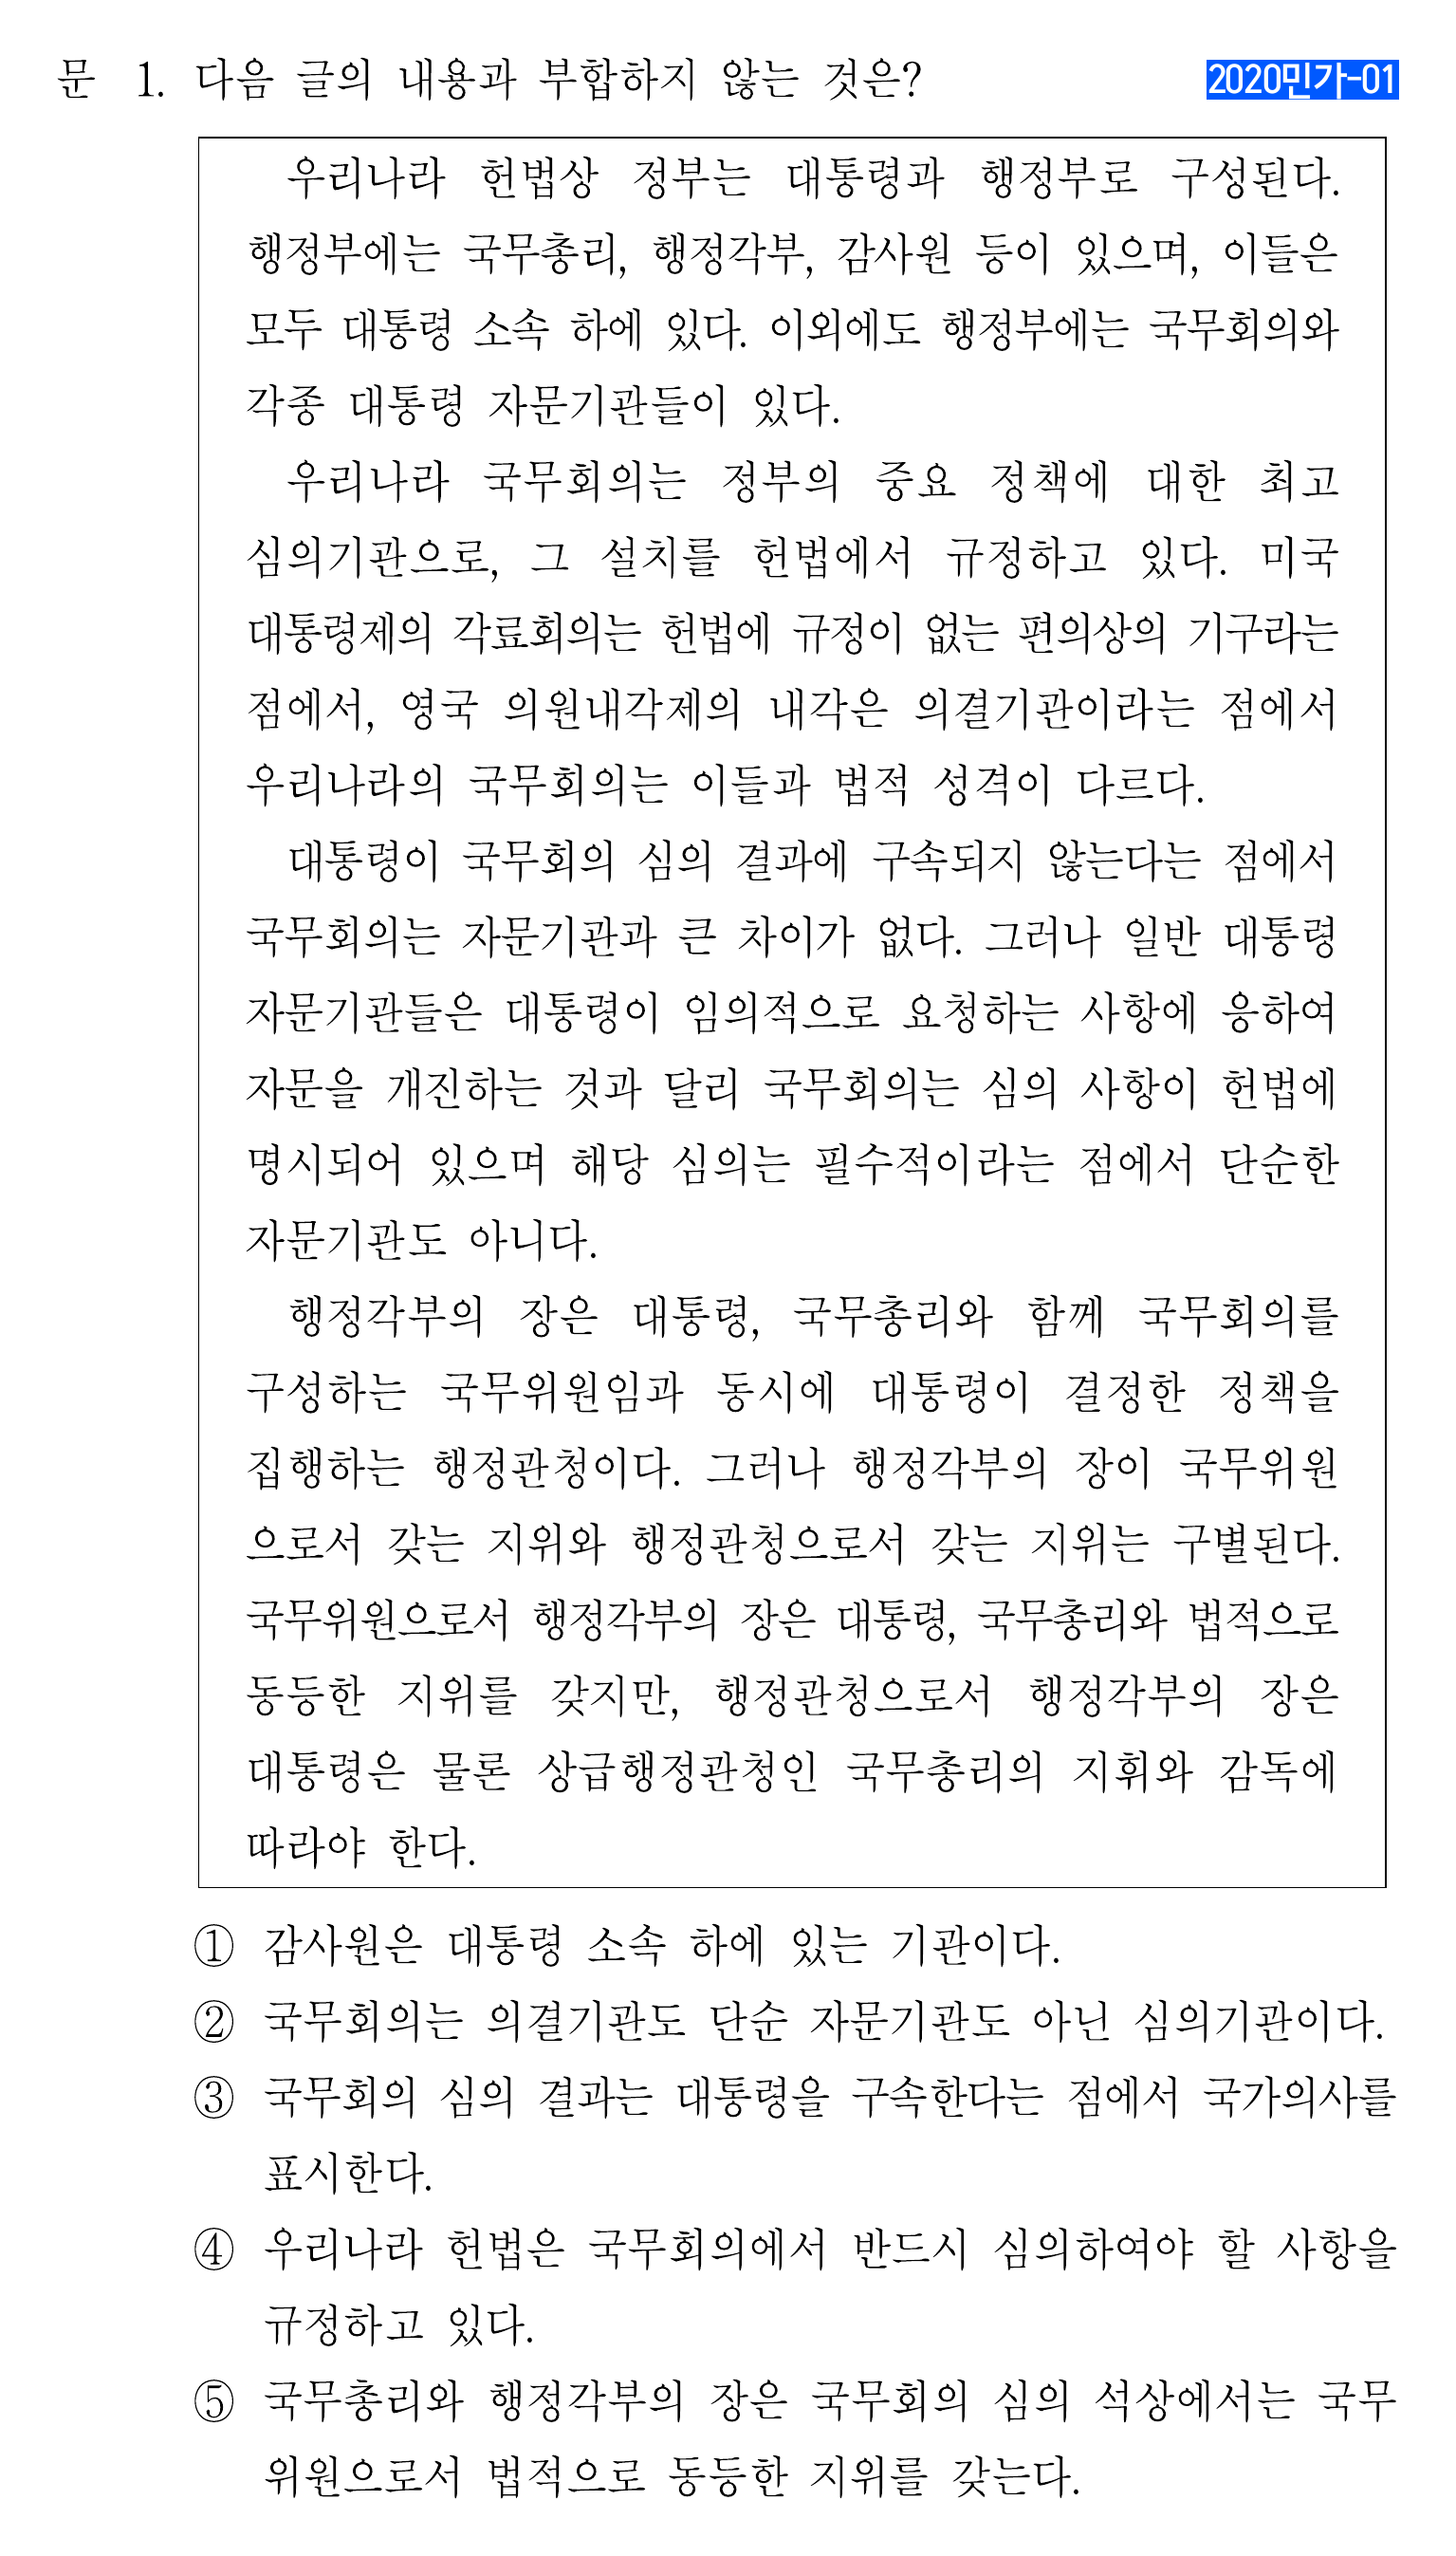 문 1. 다음 글의 내용과 부합하지 않는 것은?
2020민가-01
우리나라 헌법상 정부는 대통령과 행정부로 구성된다.
행정부에는 국무총리, 행정각부, 감사원 등이 있으며, 이들은
모두 대통령 소속 하에 있다. 이외에도 행정부에는 국무회의와
각종 대통령 자문기관들이 있다.
우리나라 국무회의는 정부의 중요 정책에 대한 최고
심의기관으로, 그 설치를 헌법에서 규정하고 있다. 미국
대통령제의 각료회의는 헌법에 규정이 없는 편의상의 기구라는
점에서, 영국 의원내각제의 내각은 의결기관이라는 점에서
우리나라의 국무회의는 이들과 법적 성격이 다르다.
대통령이 국무회의 심의 결과에 구속되지 않는다는 점에서
국무회의는 자문기관과 큰 차이가 없다. 그러나 일반 대통령
자문기관들은 대통령이 임의적으로 요청하는 사항에 응하여
자문을 개진하는 것과 달리 국무회의는 심의 사항이 헌법에
명시되어 있으며 해당 심의는 필수적이라는 점에서 단순한
자문기관도 아니다.
행정각부의 장은 대통령, 국무총리와 함께 국무회의를
구성하는 국무위원임과 동시에 대통령이 결정한 정책을
집행하는 행정관청이다. 그러나 행정각부의 장이 국무위원
으로서 갖는 지위와 행정관청으로서 갖는 지위는 구별된다.
국무위원으로서 행정각부의 장은 대통령, 국무총리와 법적으로
동등한 지위를 갖지만, 행정관청으로서 행정각부의 장은
대통령은 물론 상급행정관청인 국무총리의 지휘와 감독에
따라야 한다.
① 감사원은 대통령 소속 하에 있는 기관이다.
② 국무회의는 의결기관도 단순 자문기관도 아닌 심의기관이다.
③ 국무회의 심의 결과는 대통령을 구속한다는 점에서 국가의사를
표시한다.
④ 우리나라 헌법은 국무회의에서 반드시 심의하여야 할 사항을
규정하고 있다.
⑤ 국무총리와 행정각부의 장은 국무회의 심의 석상에서는 국무
위원으로서 법적으로 동등한 지위를 갖는다.